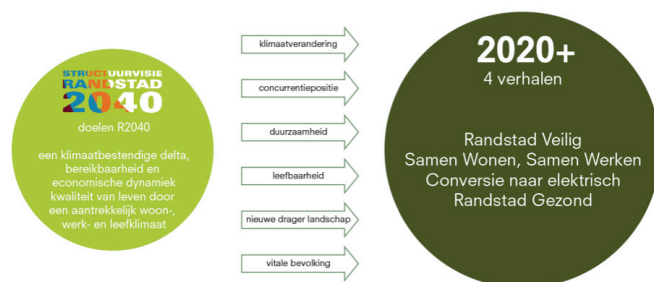 STRUCTUURVISIE
RANDSTAD
2040
doelen R2040
een klimaatbestendige delta,
bereikbaarheid en
economische dynamiek
kwaliteit van leven door
een aantrekkelijk woon-,
werk- en leefklimaat
klimaatverandering
concurrentiepositie
duurzaamheid
leefbaarheid
nieuwe drager landschap
vitale bevolking
2020+
4 verhalen
Randstad Veilig
Samen Wonen, Samen Werken
Conversie naar elektrisch
Randstad Gezond